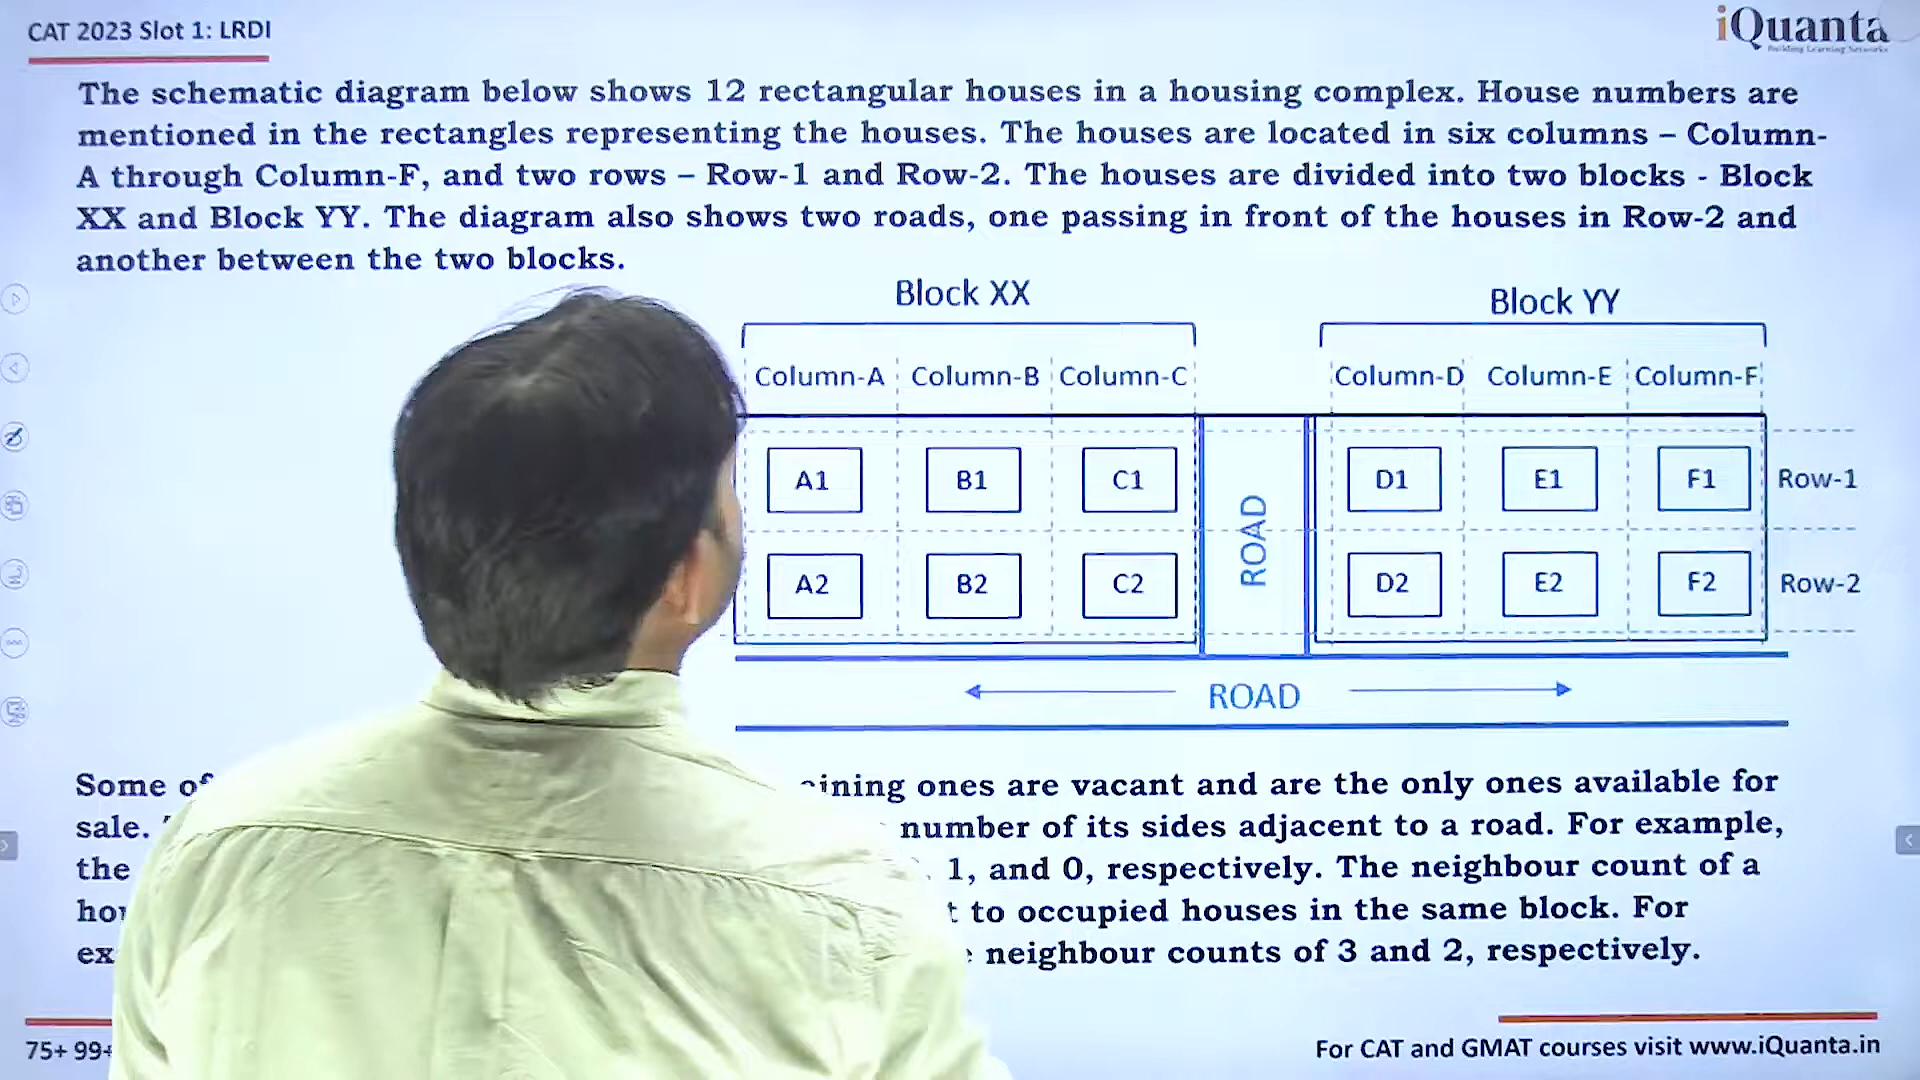 CAT 2023 Slot 1: LRDI
iQuanta
Building Learning Networks
The schematic diagram below shows 12 rectangular houses in a housing complex. House numbers are
mentioned in the rectangles representing the houses. The houses are located in six columns – Column-
A through Column-F, and two rows – Row-1 and Row-2. The houses are divided into two blocks - Block
XX and Block YY. The diagram also shows two roads, one passing in front of the houses in Row-2 and
another between the two blocks.
Block XX Block YY
Column-A Column-B Column-C Column-D Column-E Column-F
A1 B1 C1 D1 E1 F1 Row-1
ROAD
A2 B2 C2 D2 E2 F2 Row-2
ROAD
Some ones are vacant and are the only ones available for
sale. number of its sides adjacent to a road. For example,
the 1, and 0, respectively. The neighbour count of a
to occupied houses in the same block. For
neighbour counts of 3 and 2, respectively.
75+ 99+
For CAT and GMAT courses visit www.iQuanta.in